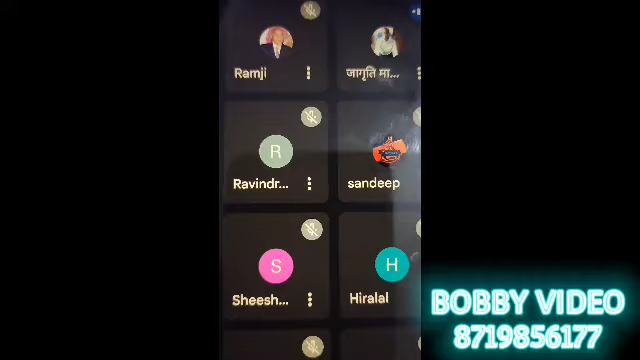 Ramji
जागृति मा...
R
Ravindr...
sandeep
S
Sheesh...
H
Hiralal
BOBBY VIDEO
8719856177